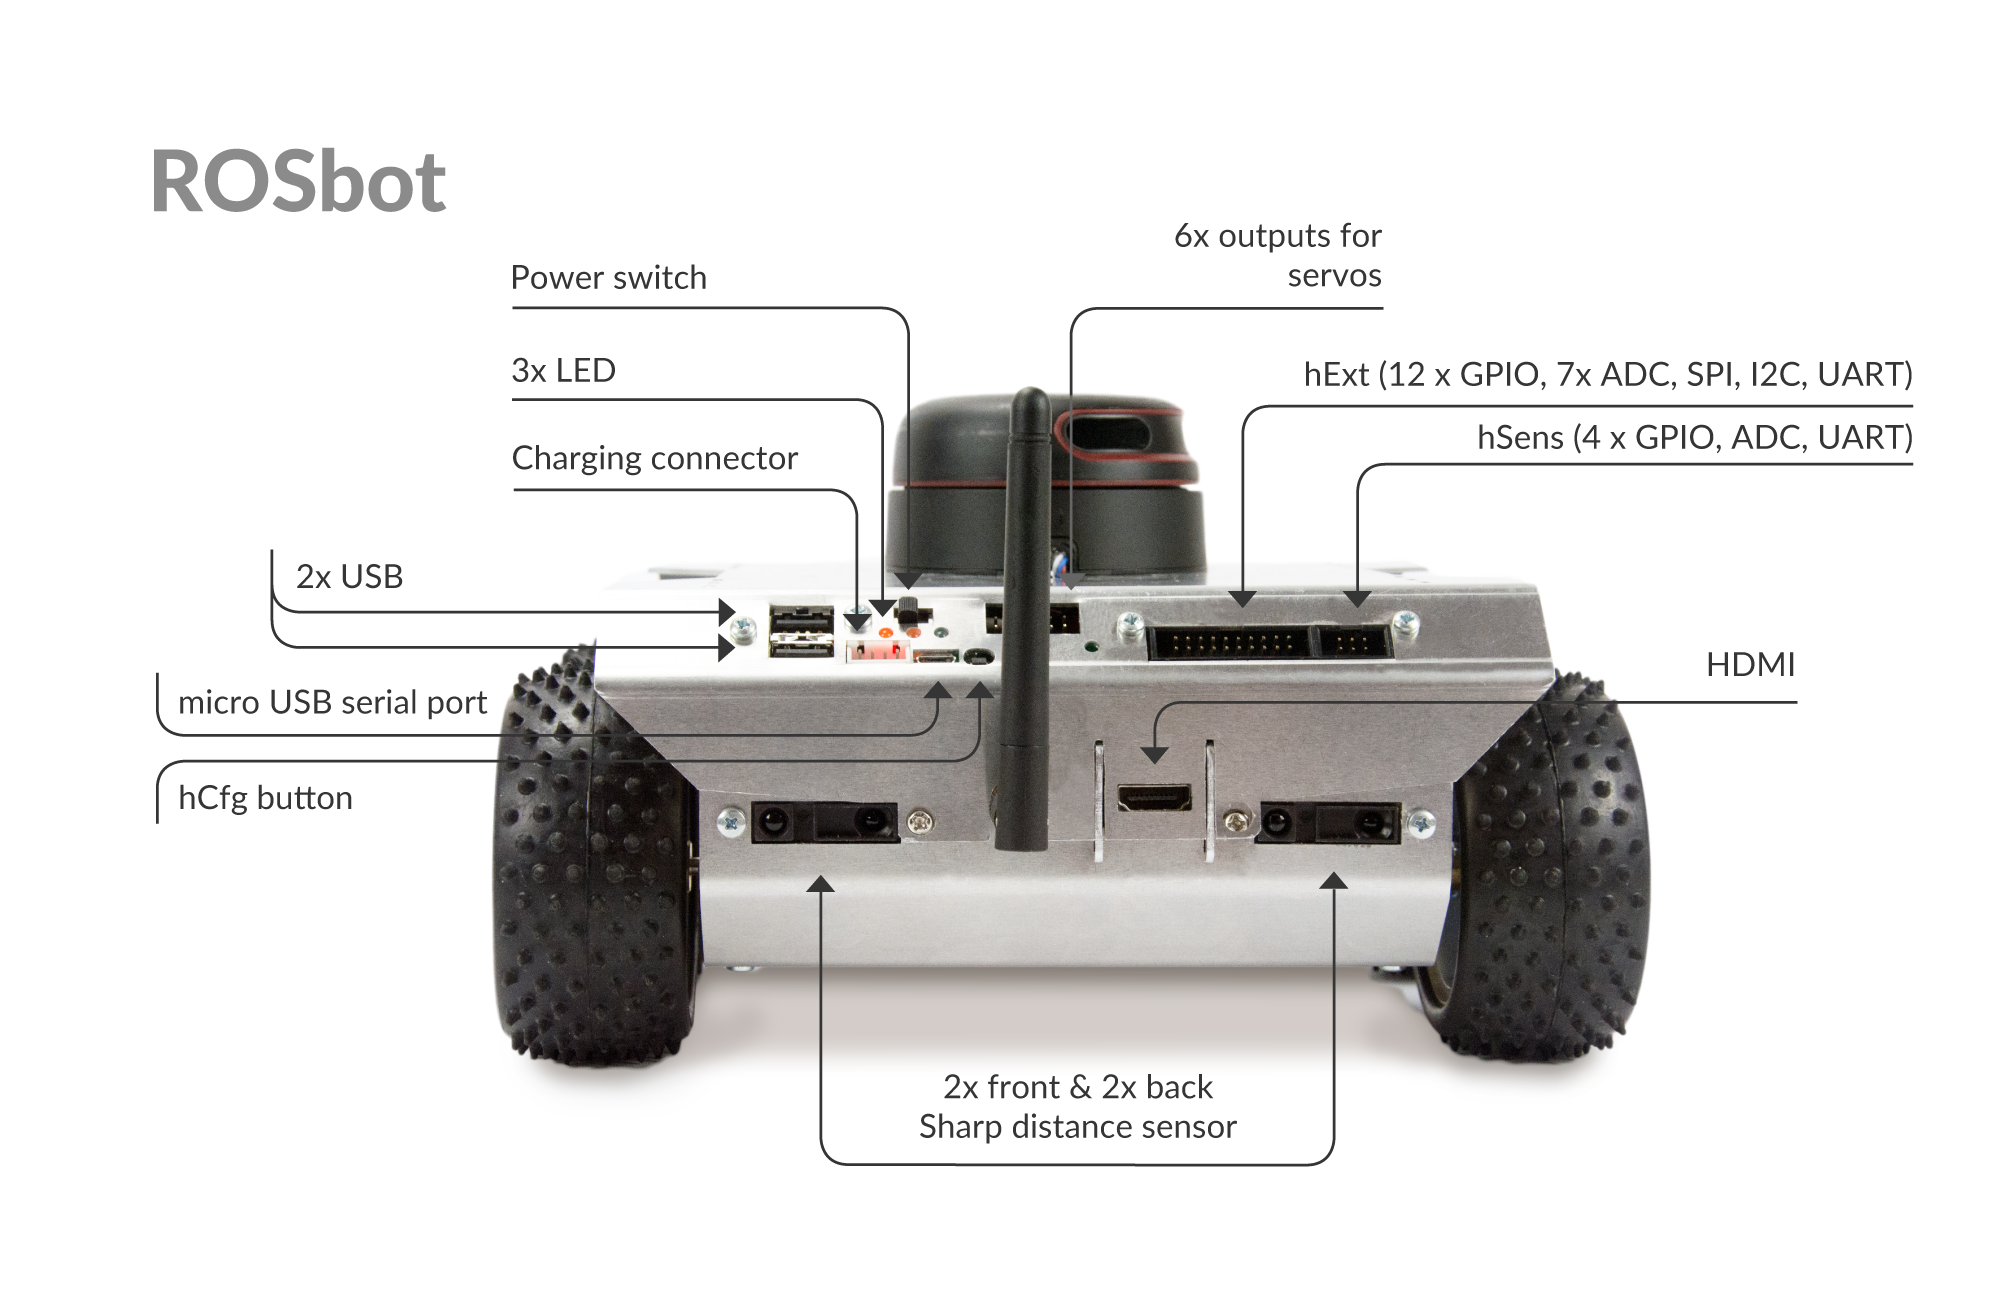 ROSbot
6x outputs for
servos
Power switch
3x LED
hExt (12 x GPIO, 7x ADC, SPI, I2C, UART)
hSens (4 x GPIO, ADC, UART)
Charging connector
2x USB
HDMI
micro USB serial port
hCfg button
2x front & 2x back
Sharp distance sensor